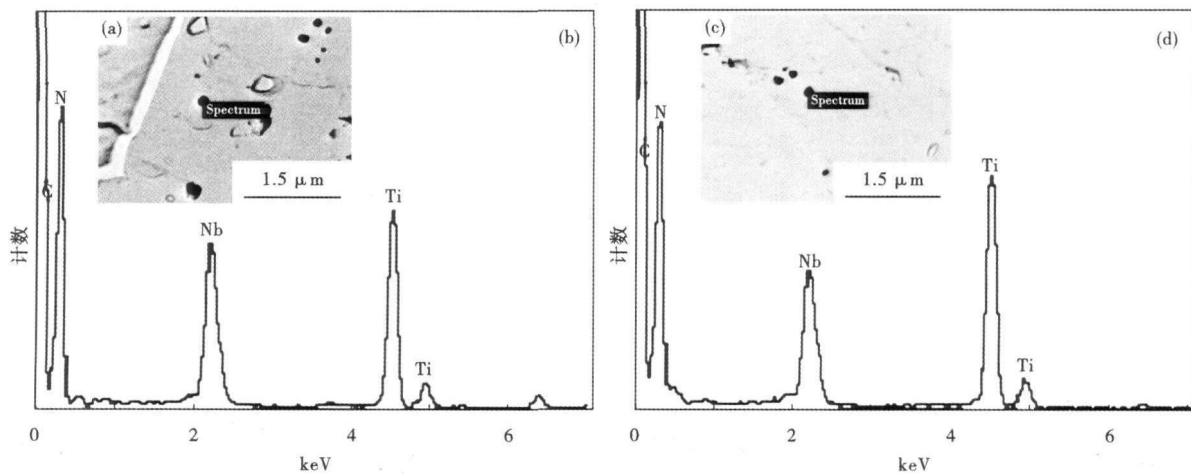 (a)
(b)
N
C
Spectrum
1.5 μm
Ti
Nb
Ti
计数
0
2
4
6
keV
(c)
(d)
N
C
Spectrum
1.5 μm
Ti
Nb
Ti
计数
0
2
4
6
keV